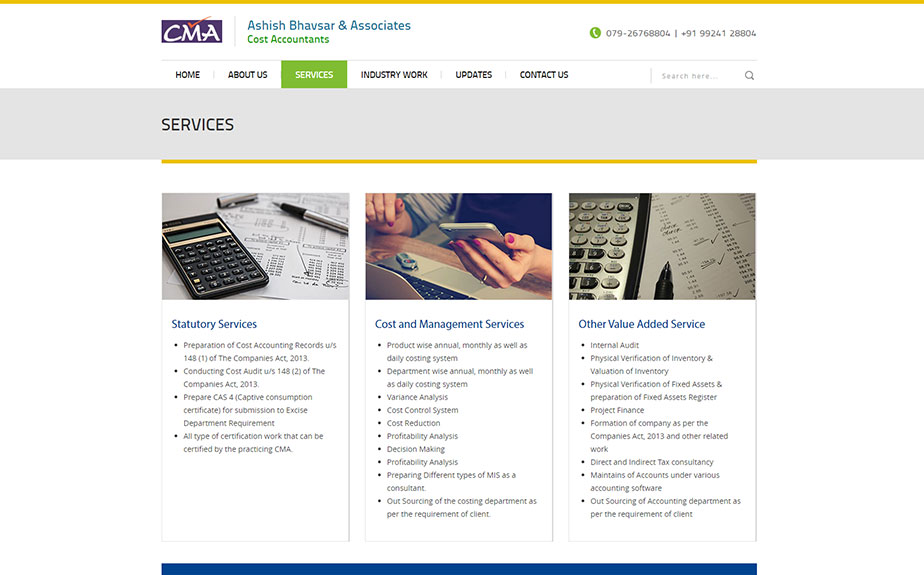 CMA
Ashish Bhavsar & Associates
Cost Accountants
079-26768804 | +91 99241 28804
HOME
ABOUT US
SERVICES
INDUSTRY WORK
UPDATES
CONTACT US
Search here...
SERVICES
Statutory Services
Preparation of Cost Accounting Records u/s
148 (1) of The Companies Act, 2013.
Conducting Cost Audit u/s 148 (2) of The
Companies Act, 2013.
Prepare CAS 4 (Captive consumption
certificate) for submission to Excise
Department Requirement
All type of certification work that can be
certified by the practicing CMA.
Cost and Management Services
Product wise annual, monthly as well as
daily costing system
Department wise annual, monthly as well
as daily costing system
Variance Analysis
Cost Control System
Cost Reduction
Profitability Analysis
Decision Making
Profitability Analysis
Preparing Different types of MIS as a
consultant.
Out Sourcing of the costing department as
per the requirement of client.
Other Value Added Service
Internal Audit
Physical Verification of Inventory &
Valuation of Inventory
Physical Verification of Fixed Assets &
preparation of Fixed Assets Register
Project Finance
Formation of company as per the
Companies Act, 2013 and other related
work
Direct and Indirect Tax consultancy
Maintains of Accounts under various
accounting software
Out Sourcing of Accounting department as
per the requirement of client